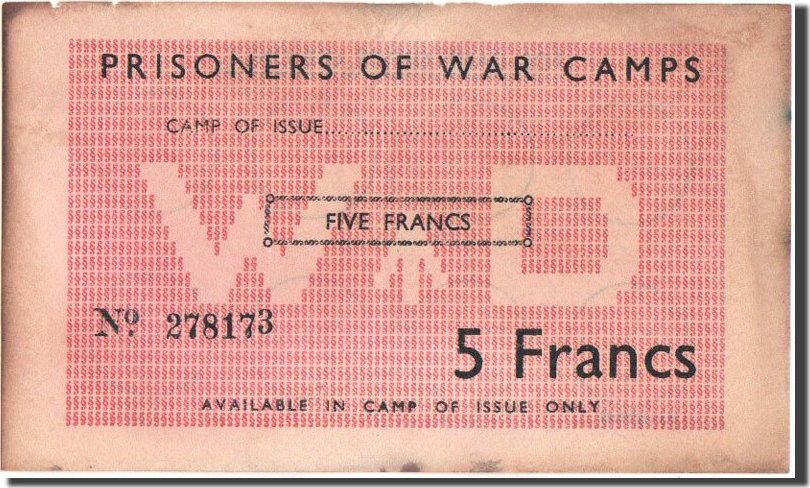 PRISONERS OF WAR CAMPS
CAMP OF ISSUE
W D
FIVE FRANCS
Nº 278173
5 Francs
AVAILABLE IN CAMP OF ISSUE ONLY